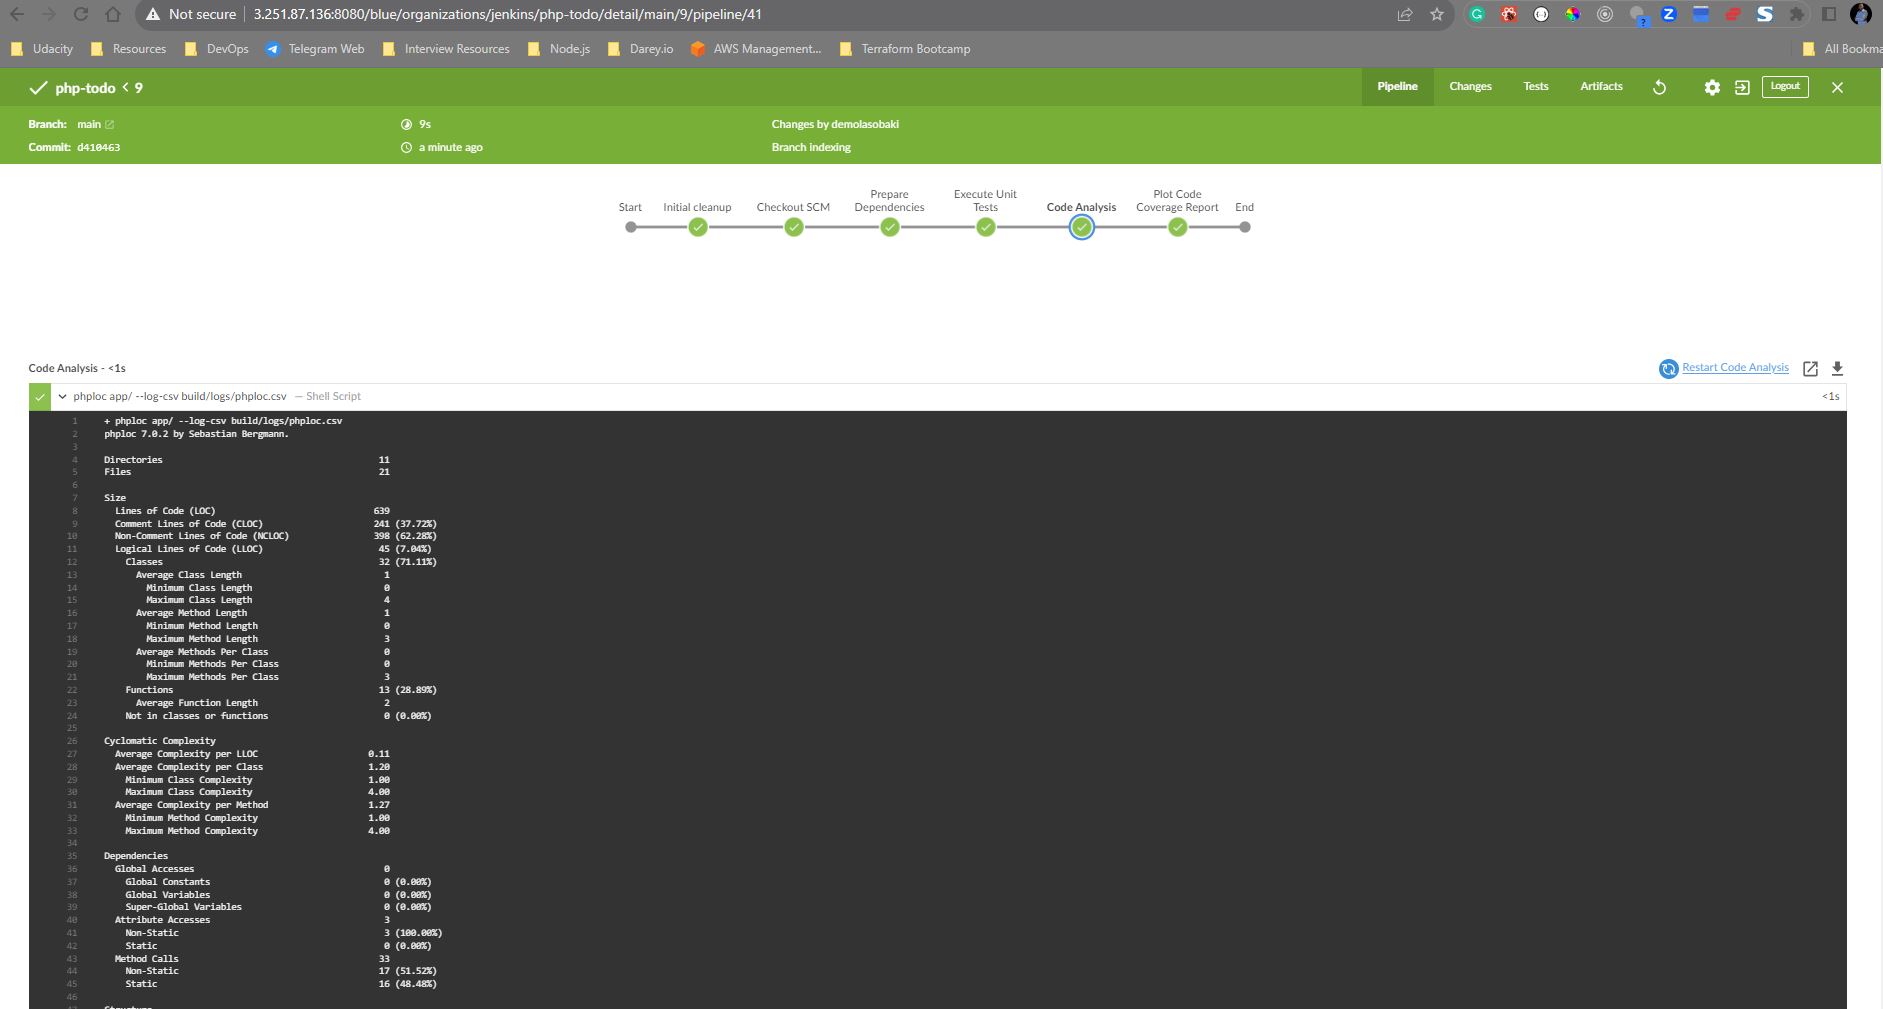 Not secure 3.251.87.136:8080/blue/organizations/jenkins/php-todo/detail/main/9/pipeline/41
Udacity Resources DevOps Telegram Web Interview Resources Node.js Darey.io AWS Management... Terraform Bootcamp All Bookma
php-todo < 9 Pipeline Changes Tests Artifacts Logout
Branch: main 9s Changes by demolasobaki
Commit: d410463 a minute ago Branch indexing
Start Initial cleanup Checkout SCM Prepare Dependencies Execute Unit Tests Code Analysis Plot Code Coverage Report End
Code Analysis - <1s Restart Code Analysis
phploc app/ --log-csv build/logs/phploc.csv — Shell Script <1s
1 + phploc app/ --log-csv build/logs/phploc.csv
2 phploc 7.0.2 by Sebastian Bergmann.
3
4 Directories 11
5 Files 21
6
7 Size
8 Lines of Code (LOC) 639
9 Comment Lines of Code (CLOC) 241 (37.72%)
10 Non-Comment Lines of Code (NCLOC) 398 (62.28%)
11 Logical Lines of Code (LLOC) 45 (7.04%)
12 Classes 32 (71.11%)
13 Average Class Length 1
14 Minimum Class Length 0
15 Maximum Class Length 4
16 Average Method Length 1
17 Minimum Method Length 0
18 Maximum Method Length 3
19 Average Methods Per Class 0
20 Minimum Methods Per Class 0
21 Maximum Methods Per Class 3
22 Functions 13 (28.89%)
23 Average Function Length 2
24 Not in classes or functions 0 (0.00%)
25
26 Cyclomatic Complexity
27 Average Complexity per LLOC 0.11
28 Average Complexity per Class 1.20
29 Minimum Class Complexity 1.00
30 Maximum Class Complexity 4.00
31 Average Complexity per Method 1.27
32 Minimum Method Complexity 1.00
33 Maximum Method Complexity 4.00
34
35 Dependencies
36 Global Accesses 0
37 Global Constants 0 (0.00%)
38 Global Variables 0 (0.00%)
39 Super-Global Variables 0 (0.00%)
40 Attribute Accesses 3
41 Non-Static 3 (100.00%)
42 Static 0 (0.00%)
43 Method Calls 33
44 Non-Static 17 (51.52%)
45 Static 16 (48.48%)
46
47 Structure